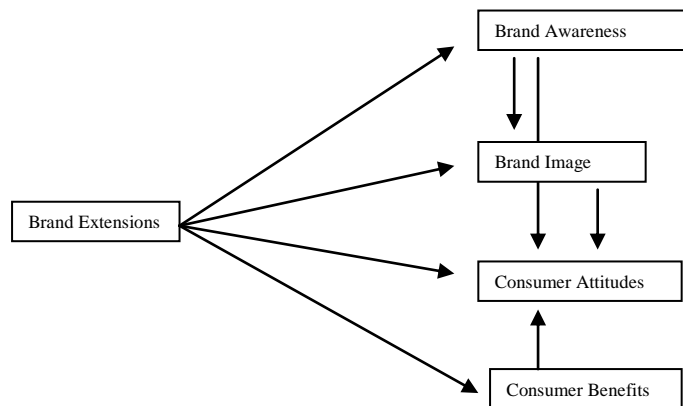 Brand Awareness
Brand Image
Brand Extensions
Consumer Attitudes
Consumer Benefits